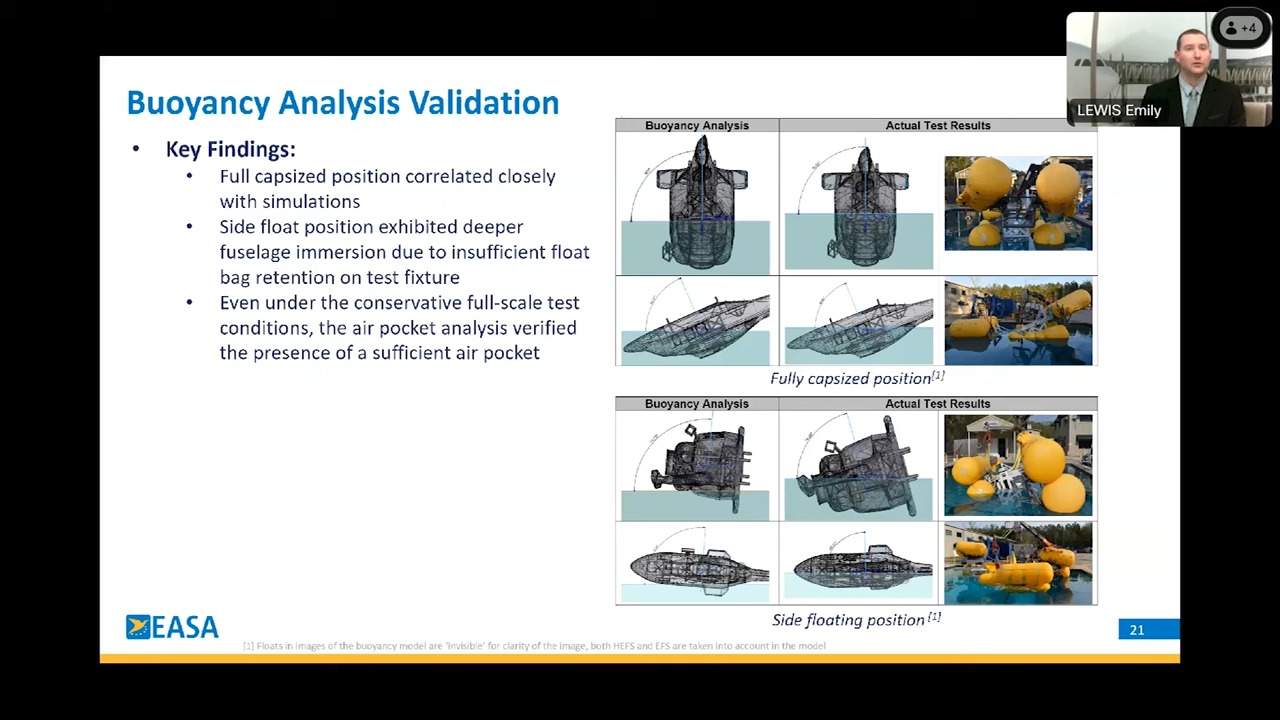 +4
LEWIS Emily
Buoyancy Analysis Validation
• Key Findings:
• Full capsized position correlated closely
with simulations
• Side float position exhibited deeper
fuselage immersion due to insufficient float
bag retention on test fixture
• Even under the conservative full-scale test
conditions, the air pocket analysis verified
the presence of a sufficient air pocket
Buoyancy Analysis Actual Test Results
Fully capsized position[1]
Buoyancy Analysis Actual Test Results
Side floating position [1]
EASA
21
[1] Floats in images of the buoyancy model are 'invisible' for clarity of the image, both HEFS and EFS are taken into account in the model